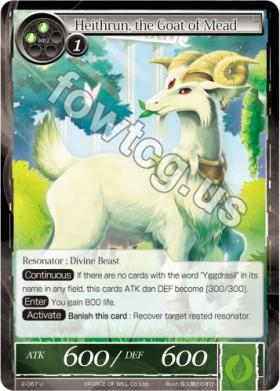 Heithrun, the Goat of Mead
WILL
1
fowtcg.us
Resonator : Divine Beast
Continuous If there are no cards with the word "Yggdrasil" in its
name in any field, this cards ATK dan DEF become [300/300].
Enter You gain 800 life.
Activate Banish this card : Recover target rested resonator.
2-067 U
©FORCE OF WILL Co.Ltd.
ATK 600/ DEF 600